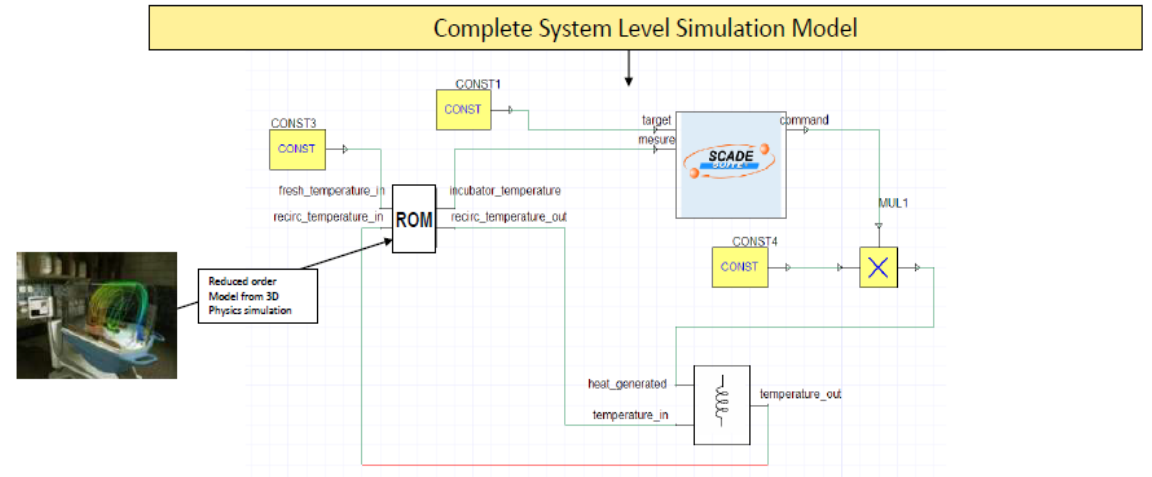 Complete System Level Simulation Model
CONST1
CONST
CONST3
CONST
target
mesure
command
SCADE
SUITE
MUL1
fresh_temperature_in
recirc_temperature_in
ROM
incubator_temperature
recirc_temperature_out
CONST4
CONST
X
Reduced order
Model from 3D
Physics simulation
heat_generated
temperature_in
temperature_out